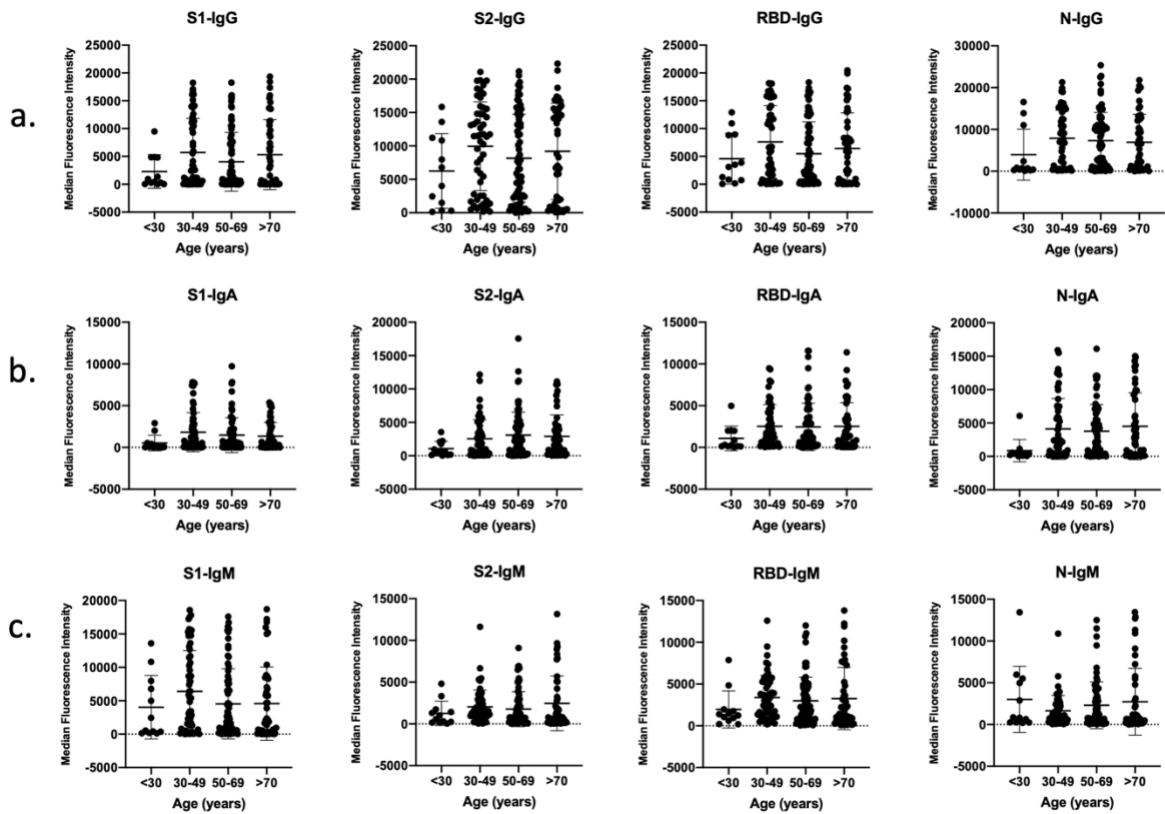 a.
S1-IgG
Median Fluorescence Intensity
25000
20000
15000
10000
5000
0
-5000
<30 30-49 50-69 >70
Age (years)
S2-IgG
Median Fluorescence Intensity
25000
20000
15000
10000
5000
0
<30 30-49 50-69 >70
Age (years)
RBD-IgG
Median Fluorescence Intensity
25000
20000
15000
10000
5000
0
-5000
<30 30-49 50-69 >70
Age (years)
N-IgG
Median Fluorescence Intensity
30000
20000
10000
0
-10000
<30 30-49 50-69 >70
Age (years)
b.
S1-IgA
Median Fluorescence Intensity
15000
10000
5000
0
-5000
<30 30-49 50-69 >70
Age (years)
S2-IgA
Median Fluorescence Intensity
20000
15000
10000
5000
0
-5000
<30 30-49 50-69 >70
Age (years)
RBD-IgA
Median Fluorescence Intensity
15000
10000
5000
0
-5000
<30 30-49 50-69 >70
Age (years)
N-IgA
Median Fluorescence Intensity
20000
15000
10000
5000
0
-5000
<30 30-49 50-69 >70
Age (years)
c.
S1-IgM
Median Fluorescence Intensity
20000
15000
10000
5000
0
-5000
<30 30-49 50-69 >70
Age (years)
S2-IgM
Median Fluorescence Intensity
15000
10000
5000
0
-5000
<30 30-49 50-69 >70
Age (years)
RBD-IgM
Median Fluorescence Intensity
15000
10000
5000
0
-5000
<30 30-49 50-69 >70
Age (years)
N-IgM
Median Fluorescence Intensity
15000
10000
5000
0
-5000
<30 30-49 50-69 >70
Age (years)